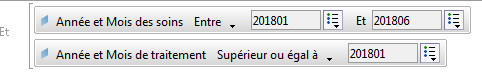 Année et Mois des soins Entre 201801 Et 201806
Et
Année et Mois de traitement Supérieur ou égal à 201801